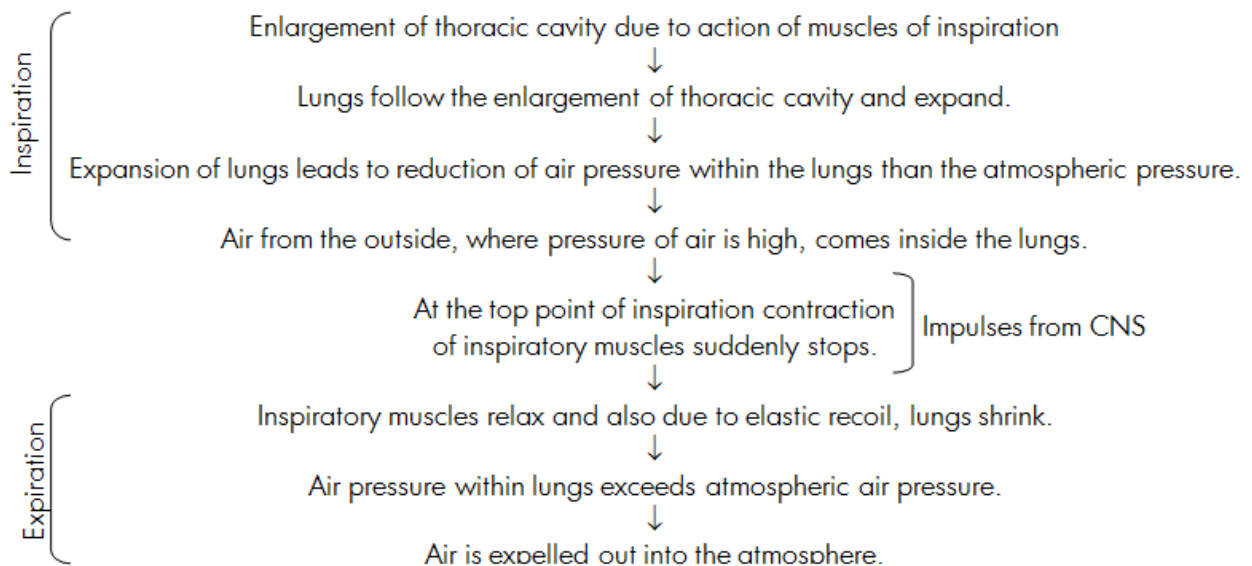 Inspiration
Enlargement of thoracic cavity due to action of muscles of inspiration
↓
Lungs follow the enlargement of thoracic cavity and expand.
↓
Expansion of lungs leads to reduction of air pressure within the lungs than the atmospheric pressure.
↓
Air from the outside, where pressure of air is high, comes inside the lungs.
↓
At the top point of inspiration contraction
of inspiratory muscles suddenly stops.
Impulses from CNS
↓
Expiration
Inspiratory muscles relax and also due to elastic recoil, lungs shrink.
↓
Air pressure within lungs exceeds atmospheric air pressure.
↓
Air is expelled out into the atmosphere.